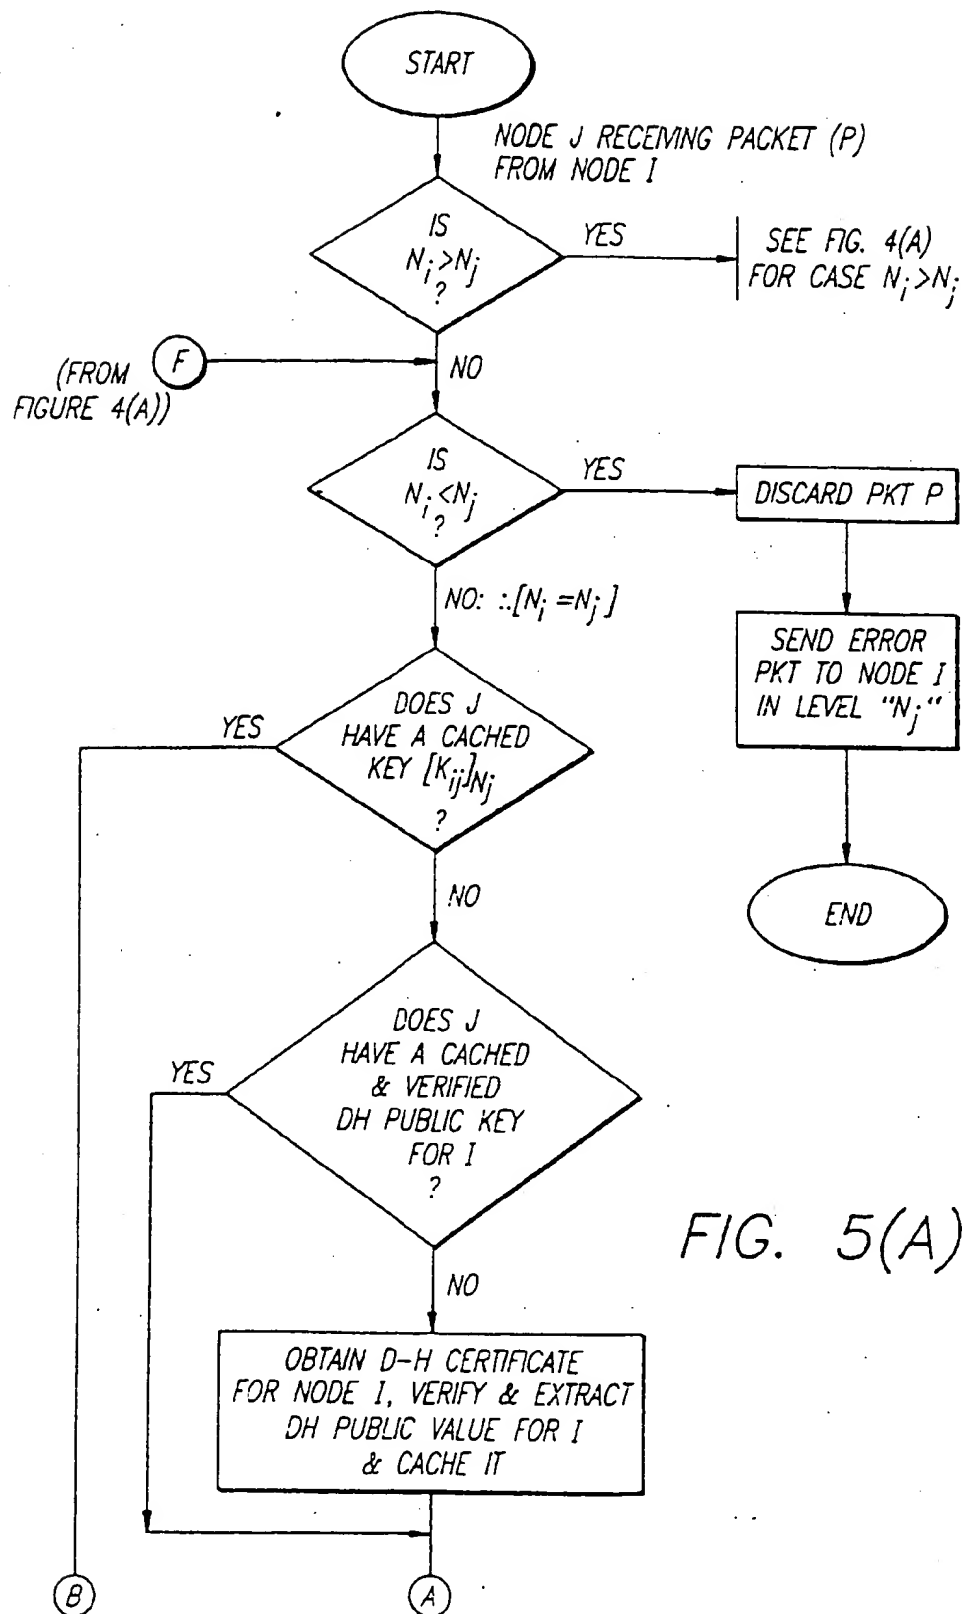 START
NODE J RECEIVING PACKET (P)
FROM NODE I
IS
N_i>N_j
?
YES
SEE FIG. 4(A)
FOR CASE N_i>N_j
F
(FROM
FIGURE 4(A))
NO
IS
N_i<N_j
?
YES
DISCARD PKT P
NO: ∴[N_i=N_j]
SEND ERROR
PKT TO NODE I
IN LEVEL "N_j"
YES
DOES J
HAVE A CACHED
KEY [K_ij]_Nj
?
NO
END
YES
DOES J
HAVE A CACHED
& VERIFIED
DH PUBLIC KEY
FOR I
?
NO
FIG. 5(A)
OBTAIN D-H CERTIFICATE
FOR NODE I, VERIFY & EXTRACT
DH PUBLIC VALUE FOR I
& CACHE IT
B
A